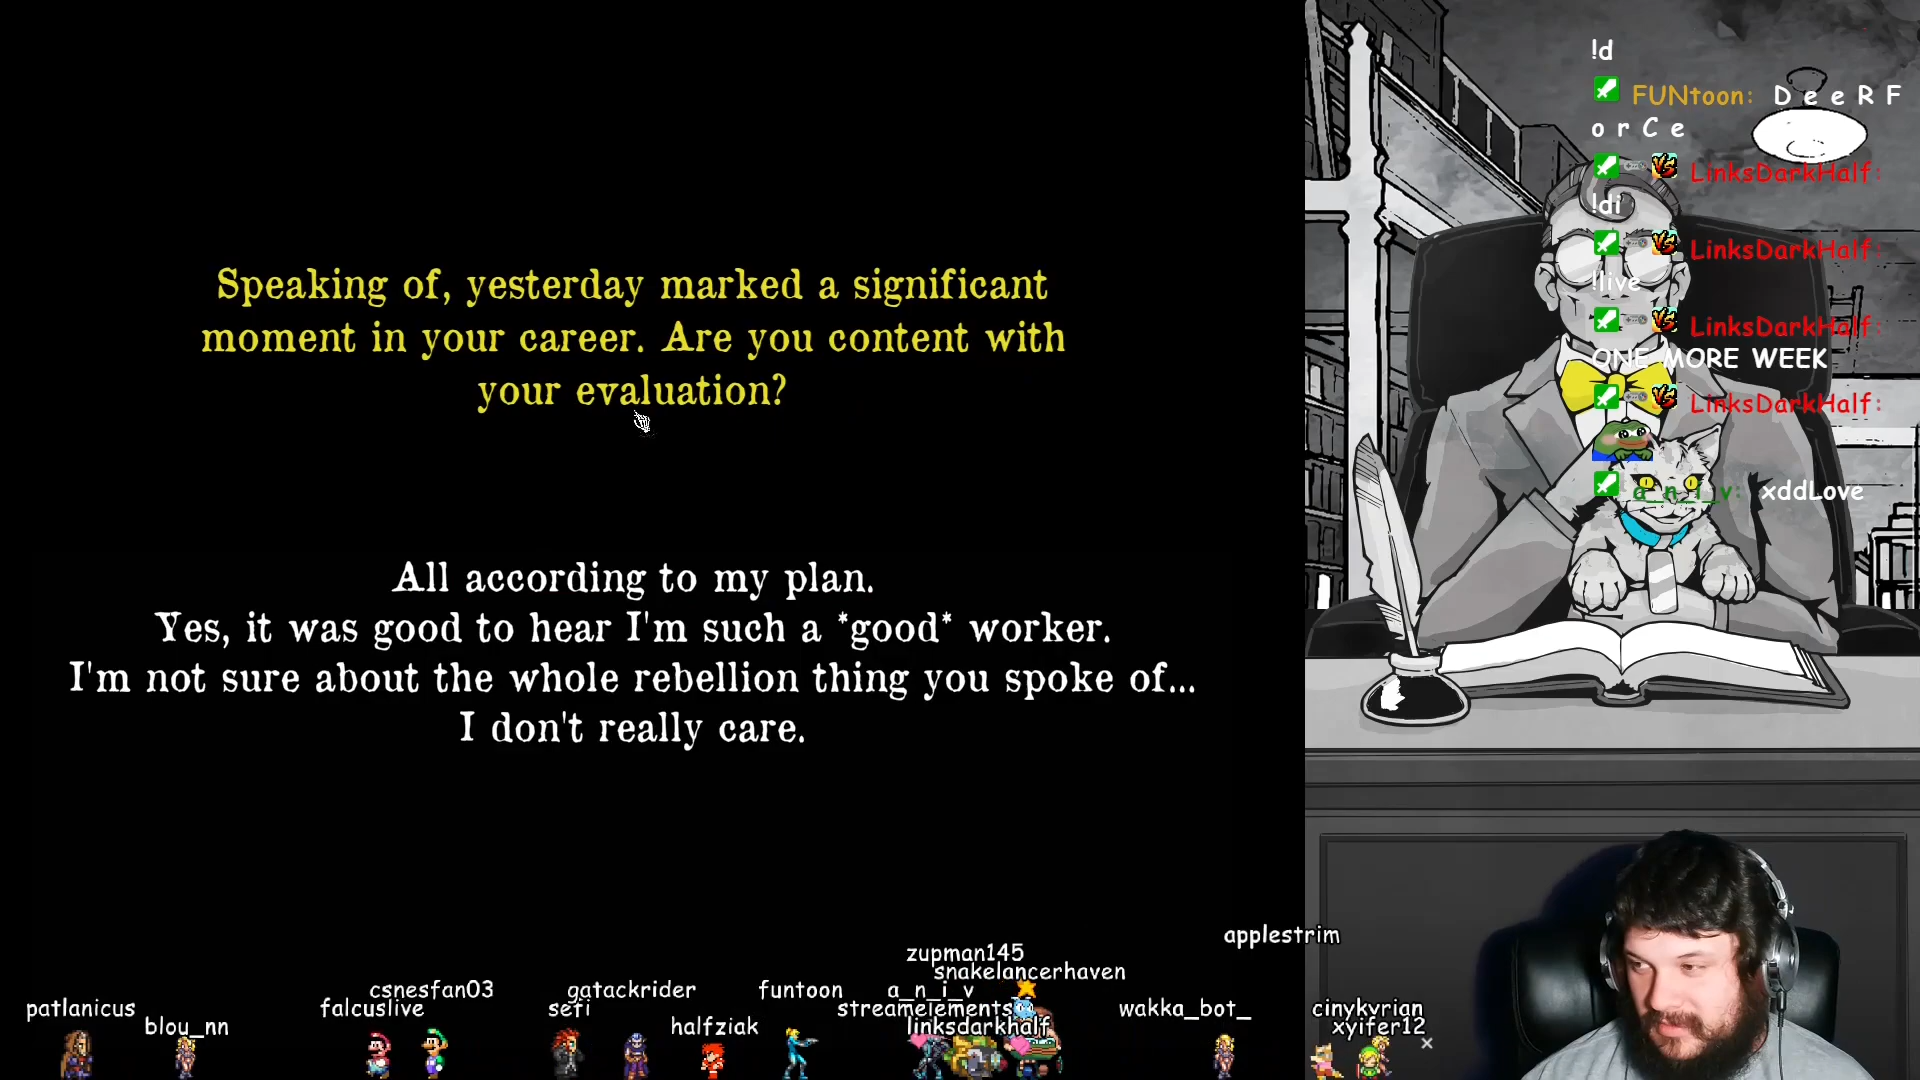 Speaking of, yesterday marked a significant
moment in your career. Are you content with
your evaluation?
All according to my plan.
Yes, it was good to hear I'm such a *good* worker.
I'm not sure about the whole rebellion thing you spoke of...
I don't really care.
!d
FUNtoon: D e e R F
o r C e
LinksDarkHalf:
!di
LinksDarkHalf:
!live
LinksDarkHalf:
ONE MORE WEEK
LinksDarkHalf:
a_n_i_v: xddLove
applestrim
zupman145
snakelancerhaven
csnesfan03
gatackrider
funtoon
a_n_i_v
patlanicus
falcuslive
sefi
streamelements
wakka_bot_
cinykyrian
blou_nn
halfziak
linksdarkhalf
xyifer12